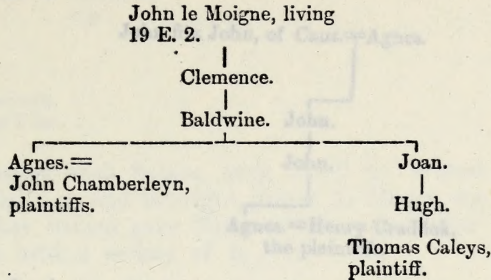 John le Moigne, living
19 E. 2.
Clemence.
Baldwine.
Agnes.=
John Chamberleyn,
plaintiffs.
Joan.
Hugh.
Thomas Caleys,
plaintiff.